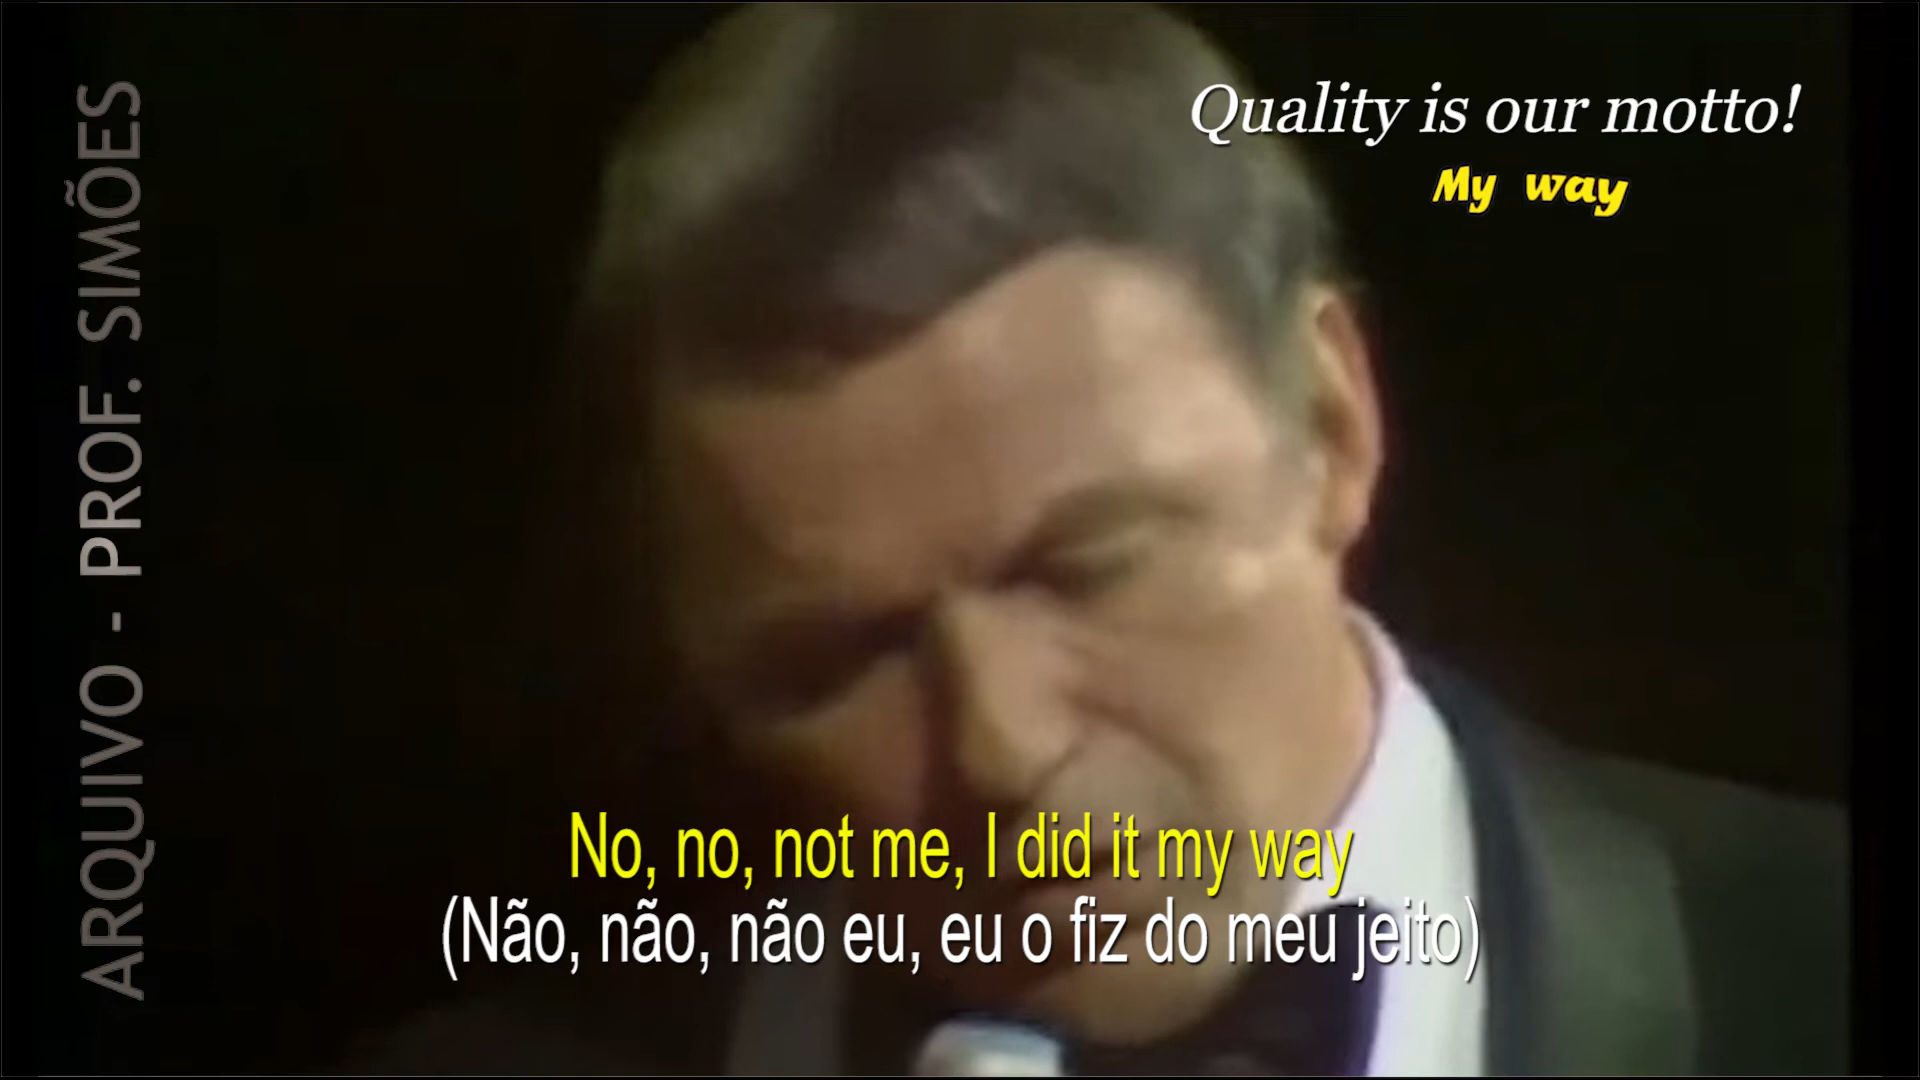 ARQUIVO - PROF. SIMÕES
Quality is our motto!
My way
No, no, not me, I did it my way
(Não, não, não eu, eu o fiz do meu jeito)